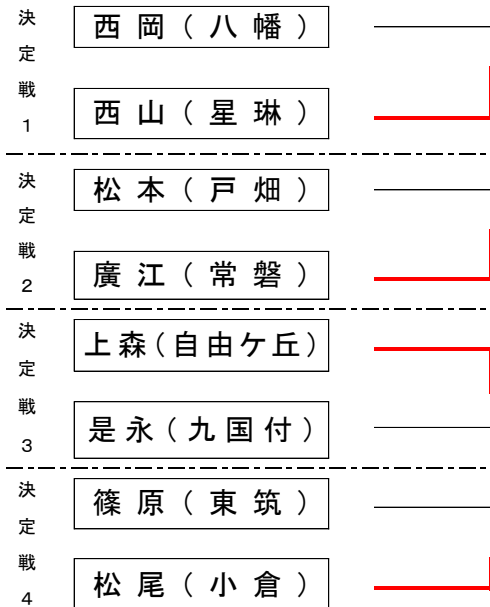 決定戦1
西岡(八幡)
西山(星琳)
決定戦2
松本(戸畑)
廣江(常磐)
決定戦3
上森(自由ケ丘)
是永(九国付)
決定戦4
篠原(東筑)
松尾(小倉)